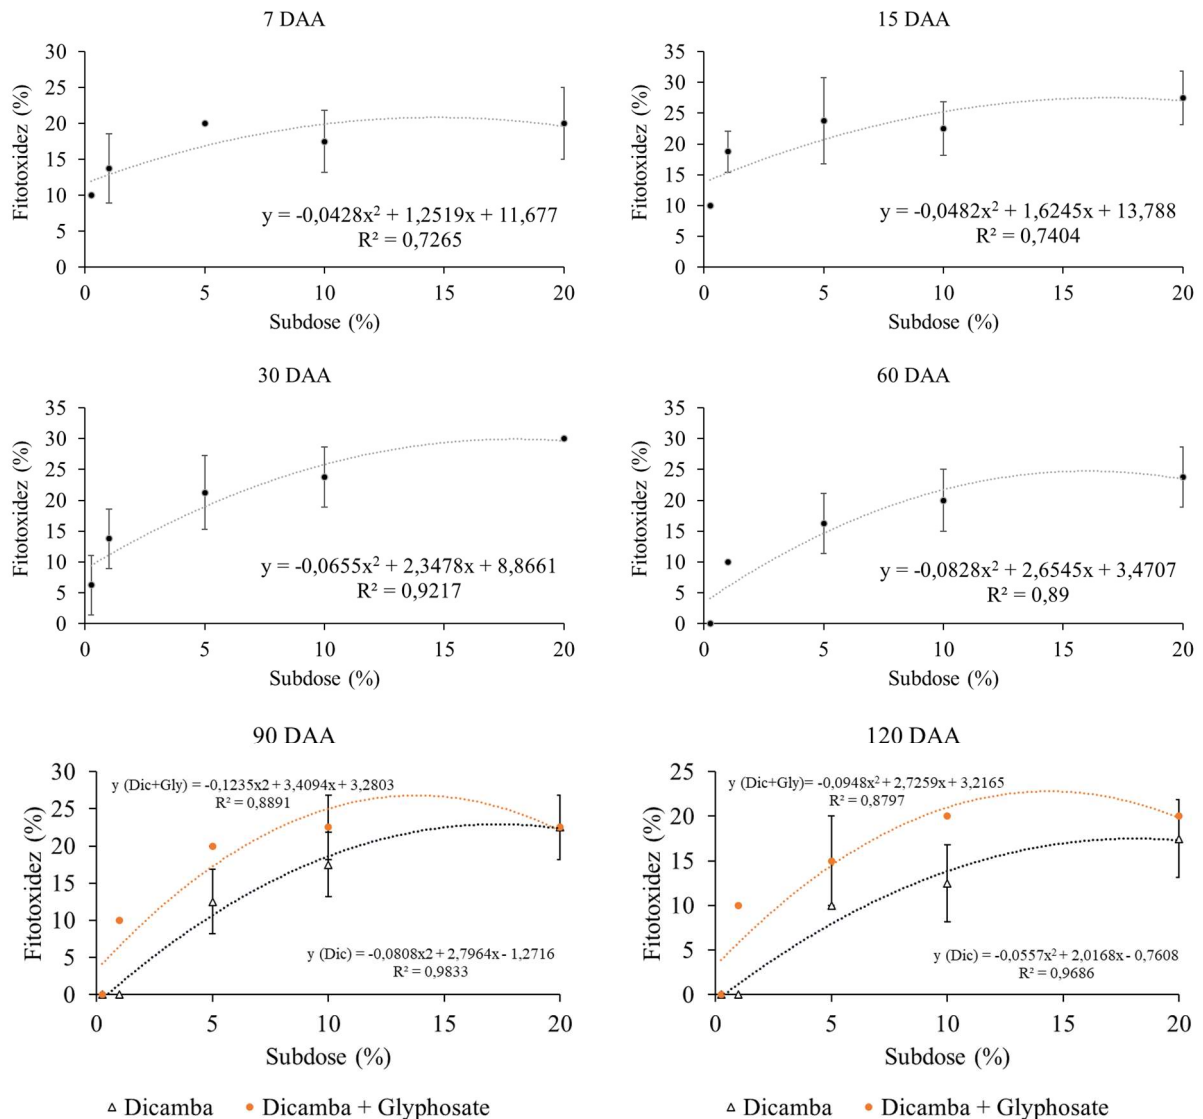 7 DAA
Fitotoxidez (%)
30
25
20
15
10
5
0
y = -0,0428x² + 1,2519x + 11,677
R² = 0,7265
0 5 10 15 20
Subdose (%)
15 DAA
Fitotoxidez (%)
35
30
25
20
15
10
5
0
y = -0,0482x² + 1,6245x + 13,788
R² = 0,7404
0 5 10 15 20
Subdose (%)
30 DAA
Fitotoxidez (%)
35
30
25
20
15
10
5
0
y = -0,0655x² + 2,3478x + 8,8661
R² = 0,9217
0 5 10 15 20
Subdose (%)
60 DAA
Fitotoxidez (%)
35
30
25
20
15
10
5
0
y = -0,0828x² + 2,6545x + 3,4707
R² = 0,89
0 5 10 15 20
Subdose (%)
90 DAA
Fitotoxidez (%)
30
25
20
15
10
5
0
y (Dic+Gly) = -0,1235x2 + 3,4094x + 3,2803
R² = 0,8891
y (Dic) = -0,0808x2 + 2,7964x - 1,2716
R² = 0,9833
0 5 10 15 20
Subdose (%)
Dicamba Dicamba + Glyphosate
120 DAA
Fitotoxidez (%)
25
20
15
10
5
0
y (Dic+Gly)= -0,0948x² + 2,7259x + 3,2165
R² = 0,8797
y (Dic) = -0,0557x² + 2,0168x - 0,7608
R² = 0,9686
0 5 10 15 20
Subdose (%)
Dicamba Dicamba + Glyphosate